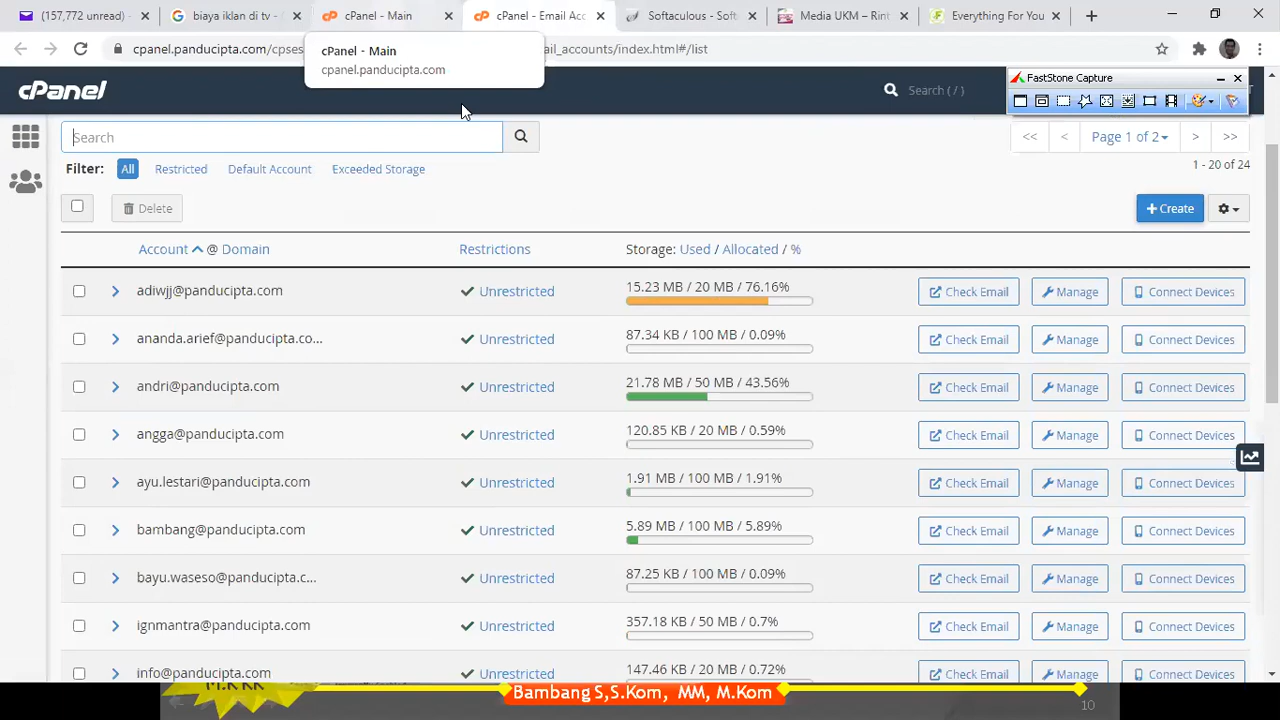 (157,772 unread) -
biaya iklan di tv -
cPanel - Main
cPanel - Email Acc
Softaculous - Soft
Media UKM – Rint
Everything For You
cpanel.panducipta.com/cpses
ail_accounts/index.html#/list
cPanel - Main
cpanel.panducipta.com
FastStone Capture
cPanel
Search ( / )
Search
<< < Page 1 of 2 > >>
Filter: All Restricted Default Account Exceeded Storage
1 - 20 of 24
Delete
+ Create
Account @ Domain Restrictions Storage: Used / Allocated / %
adiwjj@panducipta.com Unrestricted 15.23 MB / 20 MB / 76.16% Check Email Manage Connect Devices
ananda.arief@panducipta.co... Unrestricted 87.34 KB / 100 MB / 0.09% Check Email Manage Connect Devices
andri@panducipta.com Unrestricted 21.78 MB / 50 MB / 43.56% Check Email Manage Connect Devices
angga@panducipta.com Unrestricted 120.85 KB / 20 MB / 0.59% Check Email Manage Connect Devices
ayu.lestari@panducipta.com Unrestricted 1.91 MB / 100 MB / 1.91% Check Email Manage Connect Devices
bambang@panducipta.com Unrestricted 5.89 MB / 100 MB / 5.89% Check Email Manage Connect Devices
bayu.waseso@panducipta.c... Unrestricted 87.25 KB / 100 MB / 0.09% Check Email Manage Connect Devices
ignmantra@panducipta.com Unrestricted 357.18 KB / 50 MB / 0.7% Check Email Manage Connect Devices
info@panducipta.com Unrestricted 147.46 KB / 20 MB / 0.72% Check Email Manage Connect Devices
Bambang S,S.Kom, MM, M.Kom
10